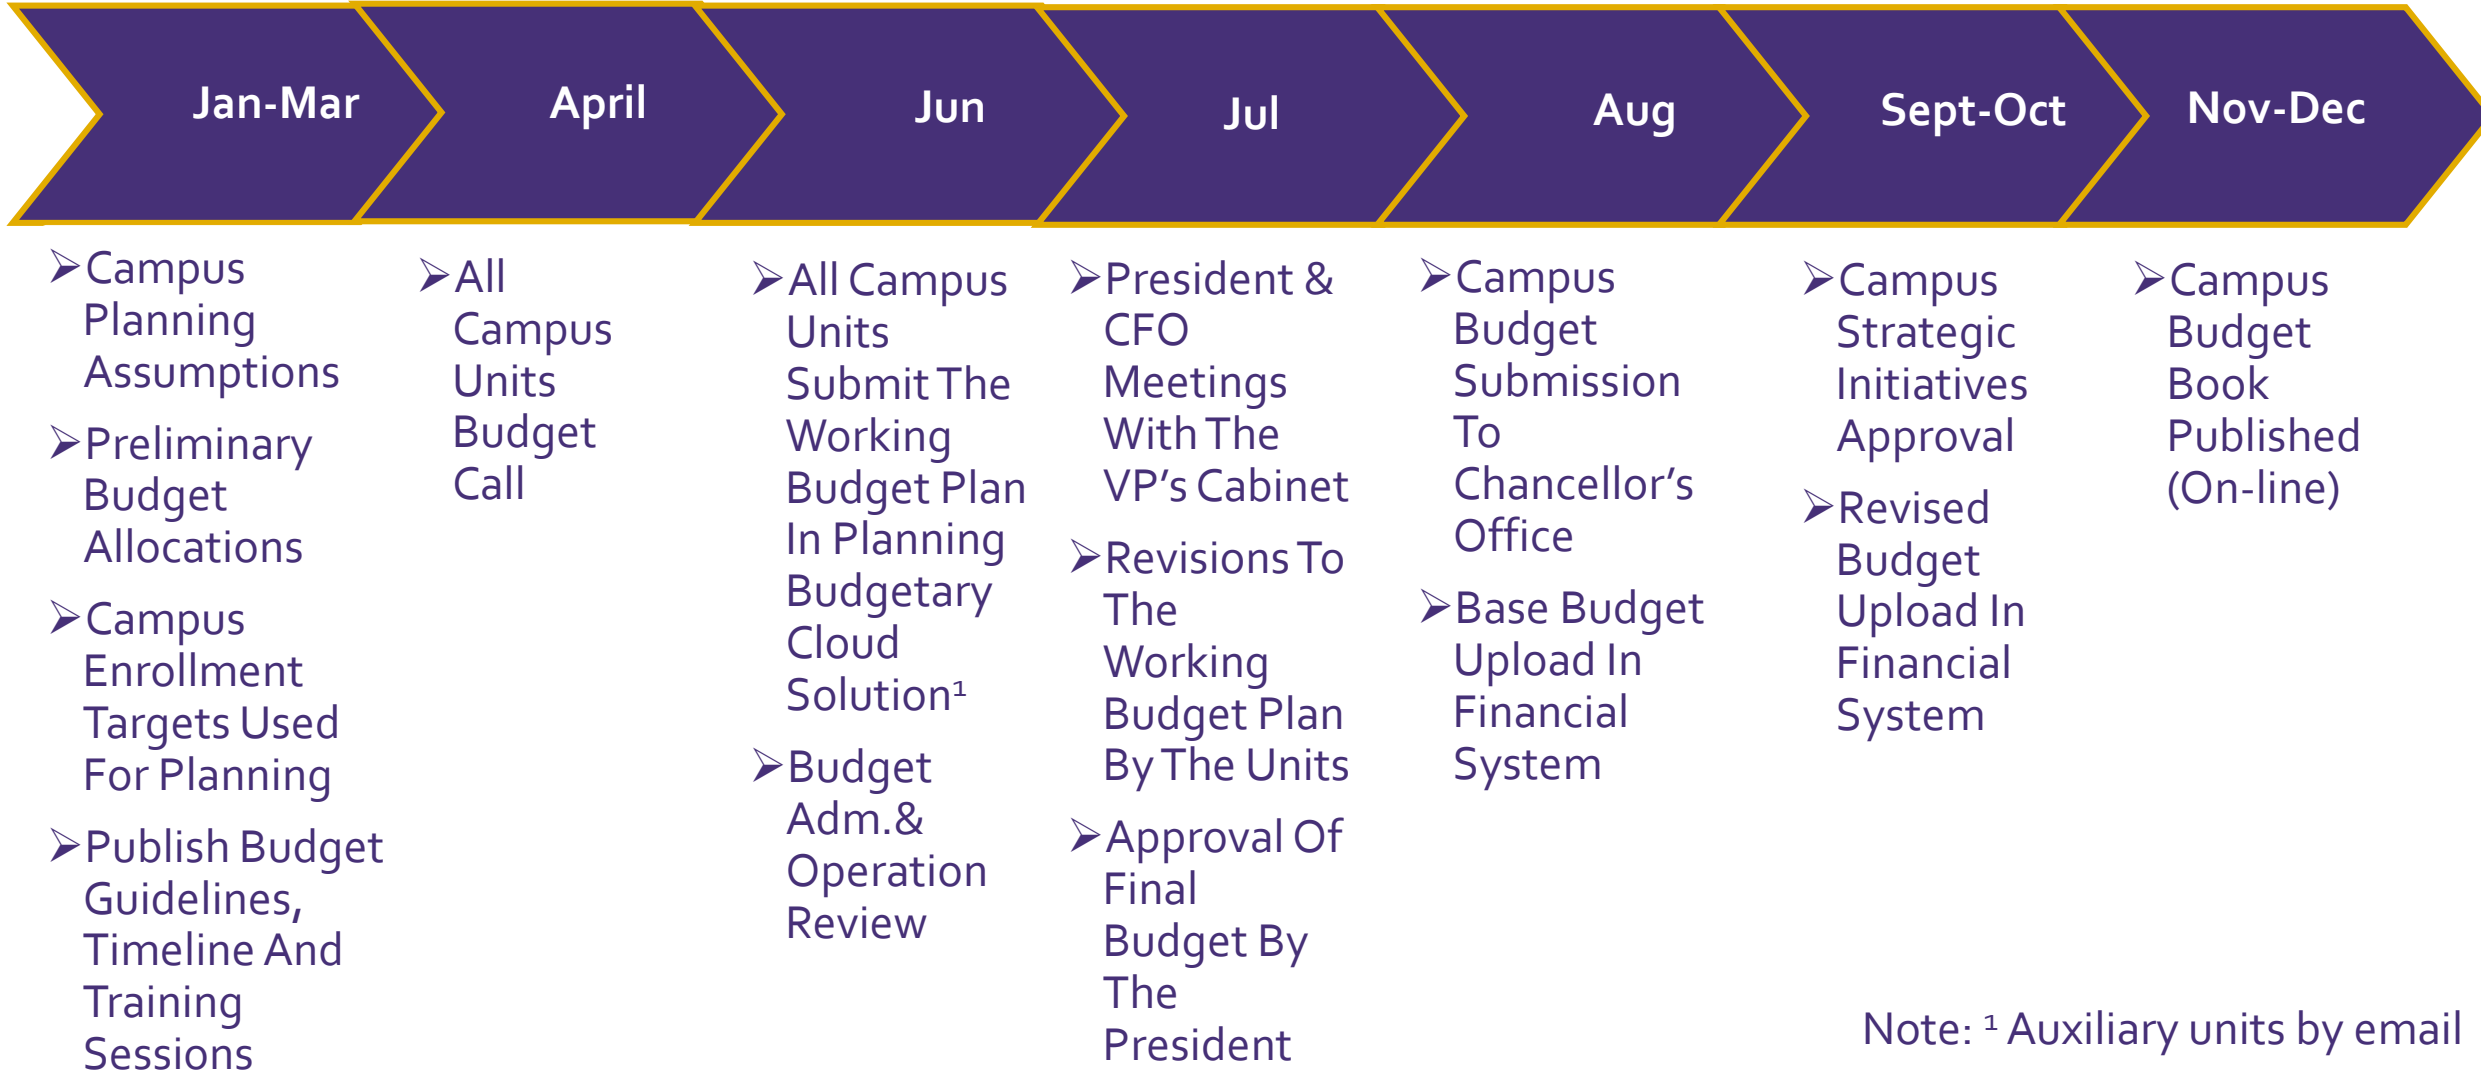 Jan-Mar
April
Jun
Jul
Aug
Sept-Oct
Nov-Dec
➢Campus
Planning
Assumptions
➢Preliminary
Budget
Allocations
➢Campus
Enrollment
Targets Used
For Planning
➢Publish Budget
Guidelines,
Timeline And
Training
Sessions
➢All
Campus
Units
Budget
Call
➢All Campus
Units
Submit The
Working
Budget Plan
In Planning
Budgetary
Cloud
Solution¹
➢Budget
Adm.&
Operation
Review
➢President &
CFO
Meetings
With The
VP’s Cabinet
➢Revisions To
The
Working
Budget Plan
By The Units
➢Approval Of
Final
Budget By
The
President
➢Campus
Budget
Submission
To
Chancellor’s
Office
➢Base Budget
Upload In
Financial
System
➢Campus
Strategic
Initiatives
Approval
➢Revised
Budget
Upload In
Financial
System
➢Campus
Budget
Book
Published
(On-line)
Note: ¹ Auxiliary units by email